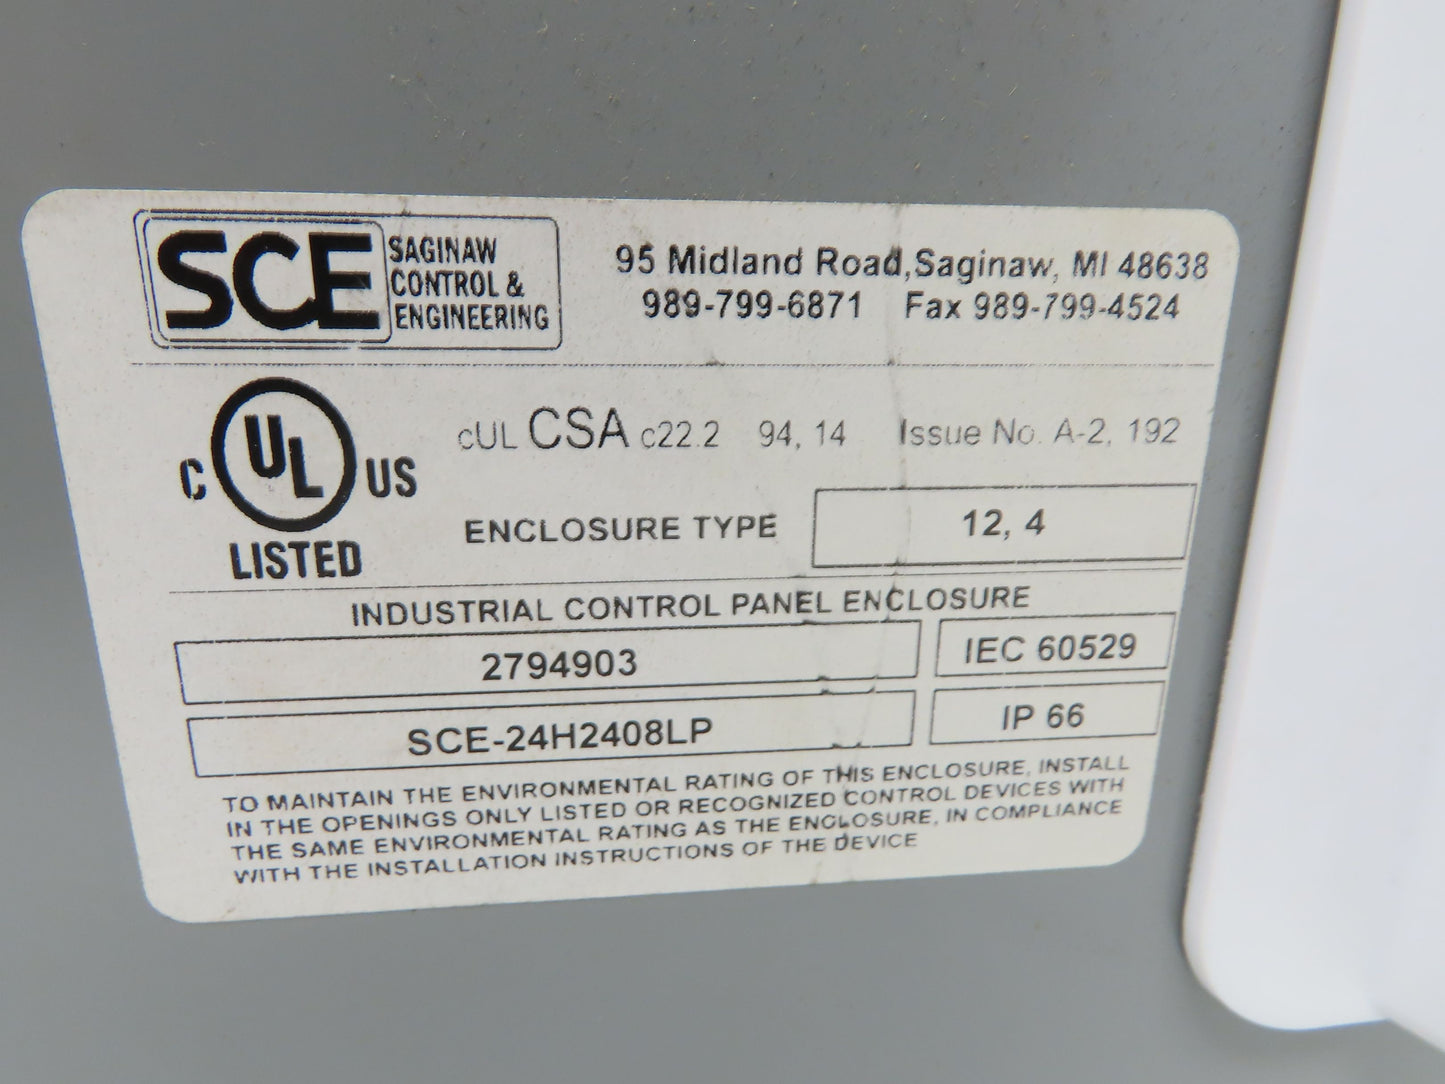 SCE SAGINAW
CONTROL &
ENGINEERING
95 Midland Road, Saginaw, MI 48638
989-799-6871 Fax 989-799-4524
C UL US
LISTED
cUL CSA c22.2 94, 14 Issue No. A-2, 192
ENCLOSURE TYPE 12, 4
INDUSTRIAL CONTROL PANEL ENCLOSURE
2794903 IEC 60529
SCE-24H2408LP IP 66
TO MAINTAIN THE ENVIRONMENTAL RATING OF THIS ENCLOSURE, INSTALL
IN THE OPENINGS ONLY LISTED OR RECOGNIZED CONTROL DEVICES WITH
THE SAME ENVIRONMENTAL RATING AS THE ENCLOSURE, IN COMPLIANCE
WITH THE INSTALLATION INSTRUCTIONS OF THE DEVICE